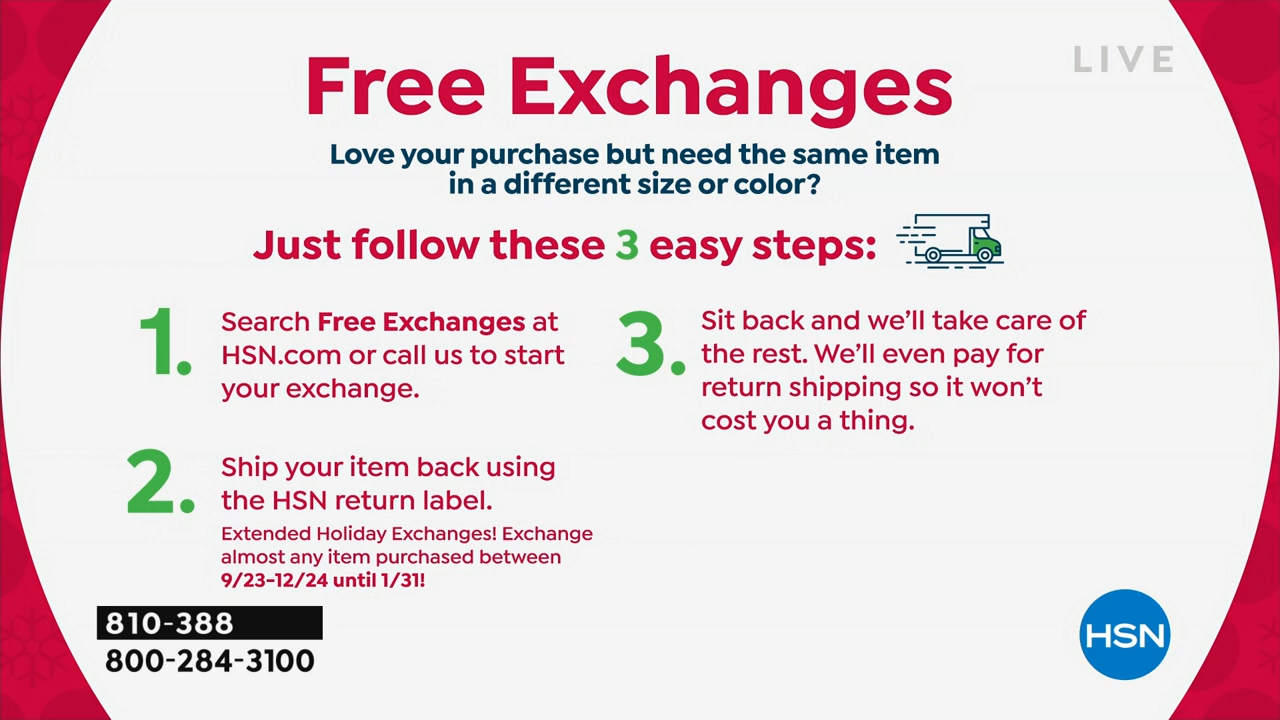 LIVE
Free Exchanges
Love your purchase but need the same item
in a different size or color?
Just follow these 3 easy steps:
1. Search Free Exchanges at
HSN.com or call us to start
your exchange.
2. Ship your item back using
the HSN return label.
Extended Holiday Exchanges! Exchange
almost any item purchased between
9/23-12/24 until 1/31!
3. Sit back and we'll take care of
the rest. We'll even pay for
return shipping so it won't
cost you a thing.
810-388
800-284-3100
HSN